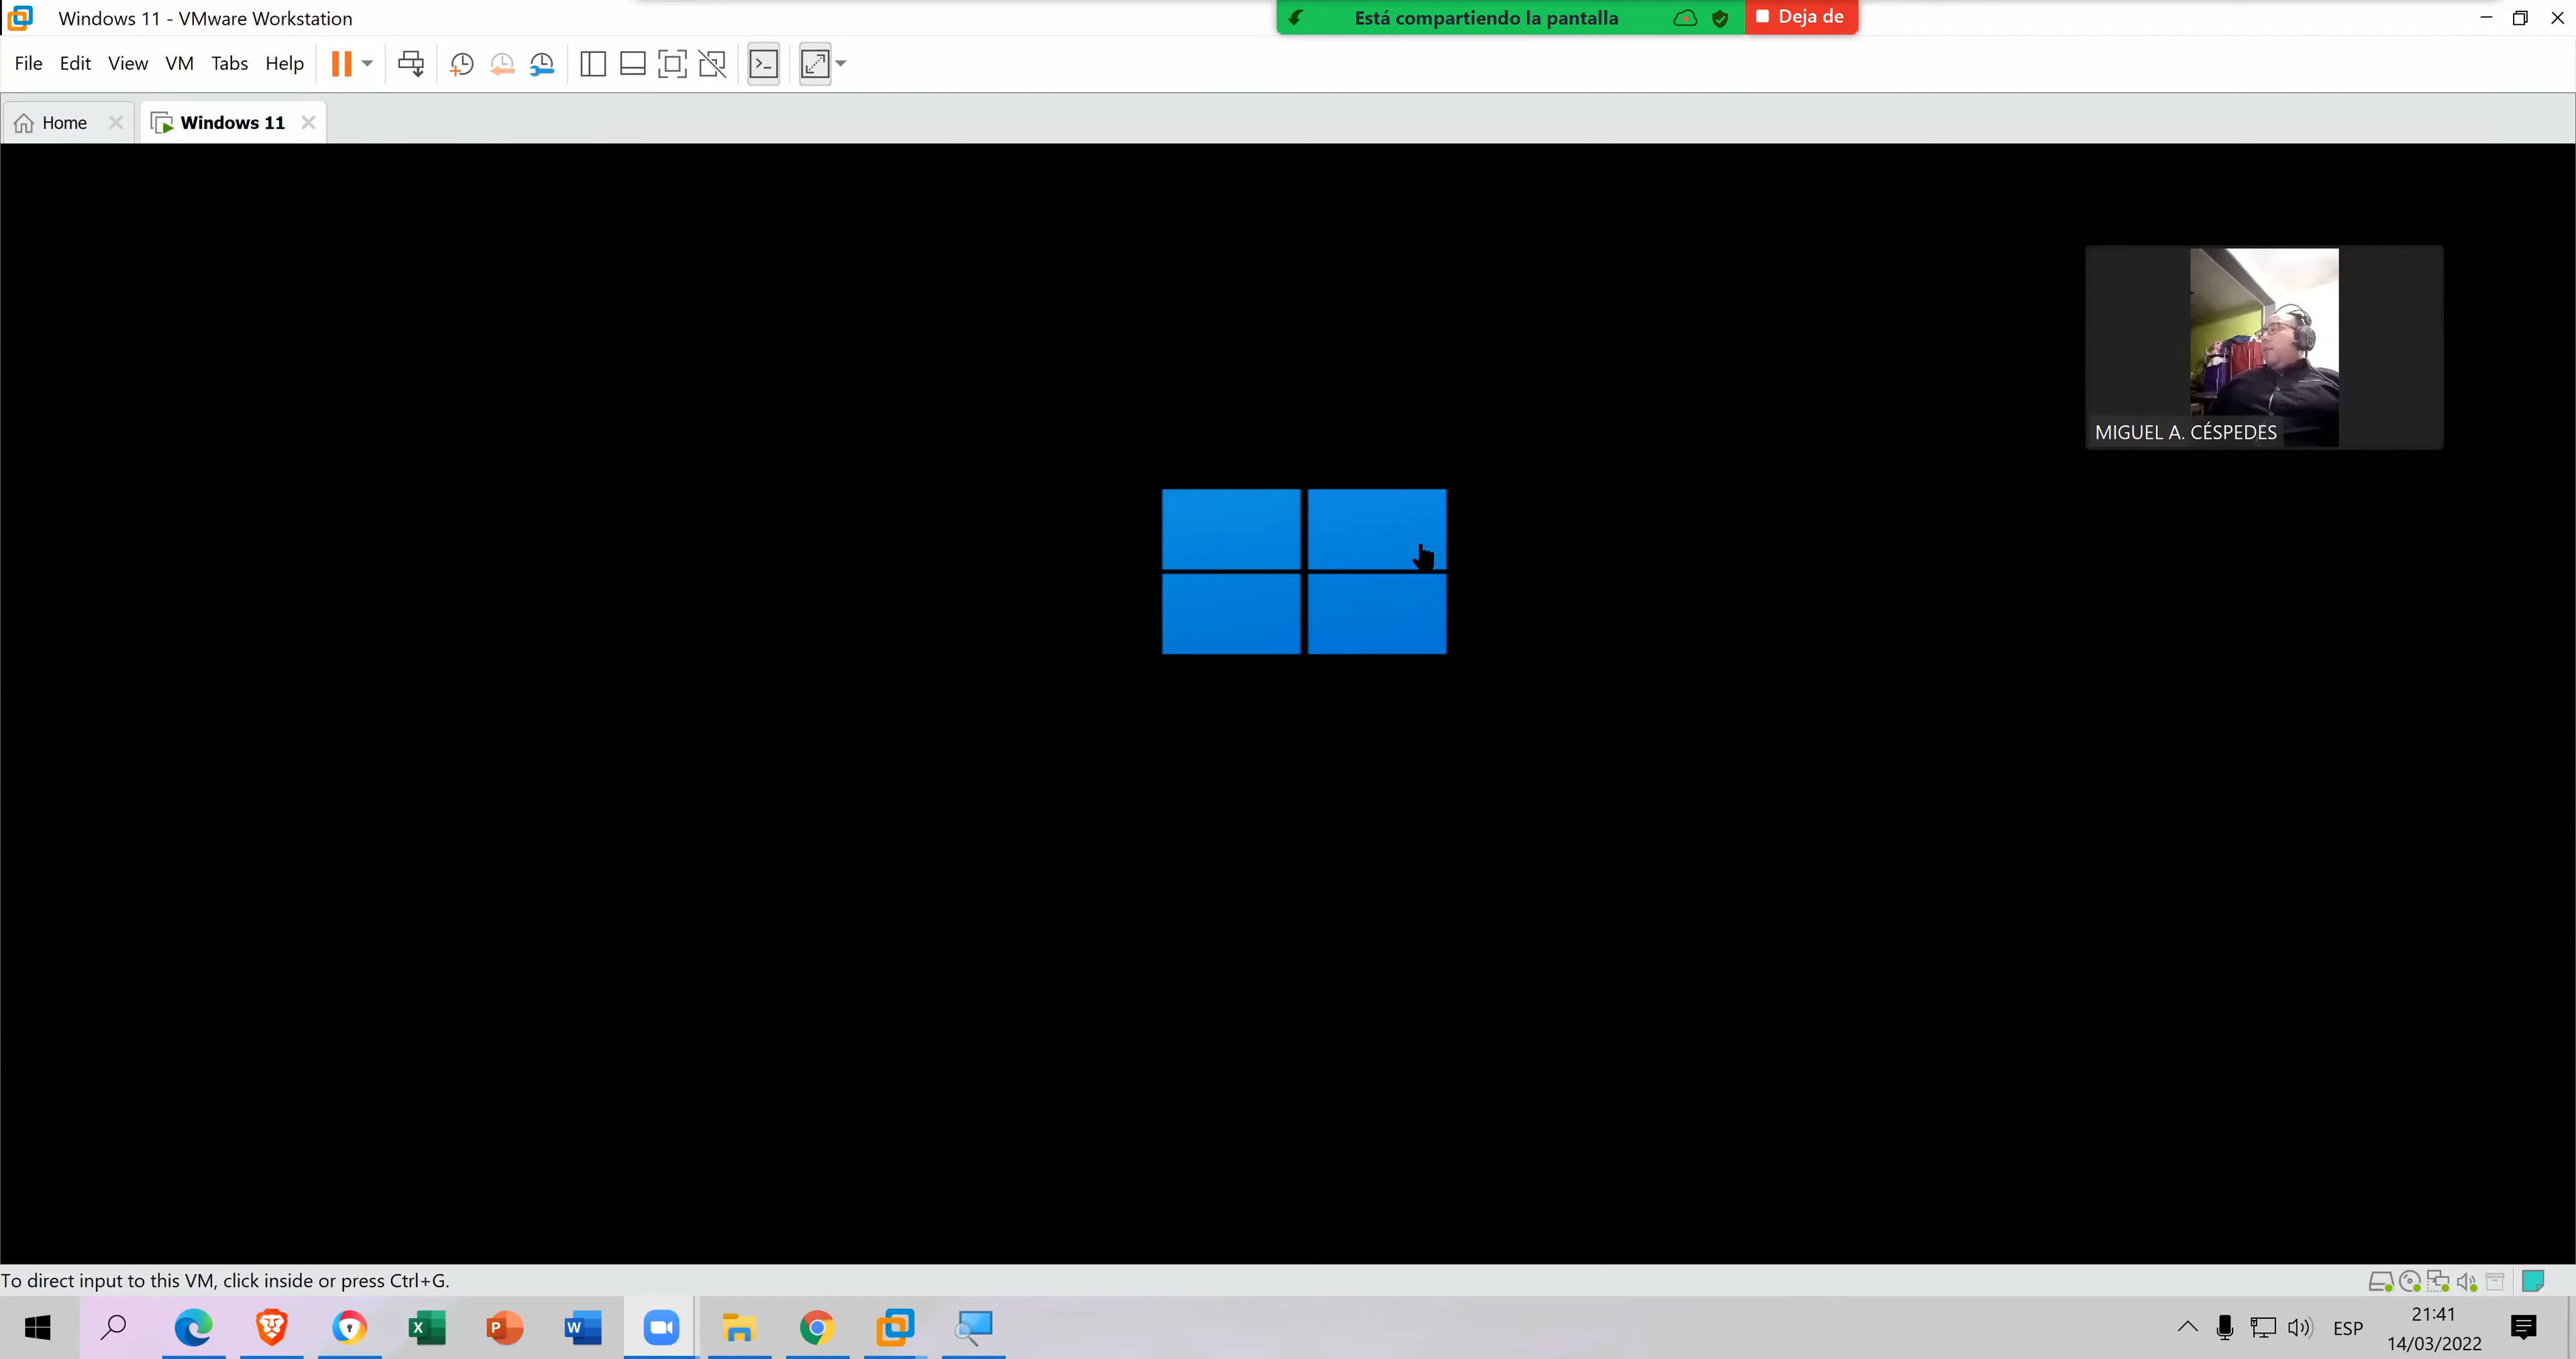 Windows 11 - VMware Workstation
Está compartiendo la pantalla
Deja de
File Edit View VM Tabs Help
Home
Windows 11
MIGUEL A. CÉSPEDES
To direct input to this VM, click inside or press Ctrl+G.
ESP
21:41
14/03/2022